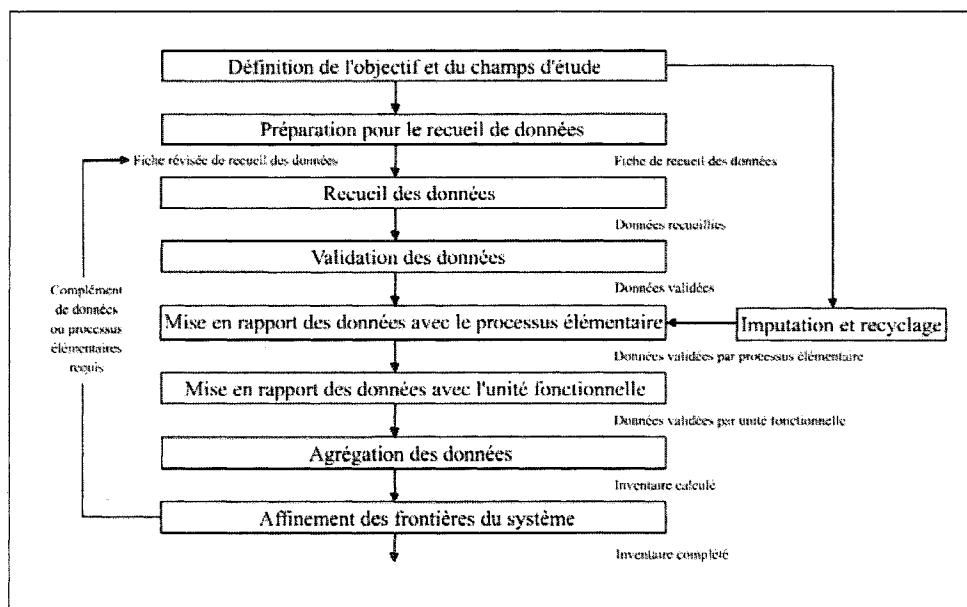 Définition de l'objectif et du champs d'étude
Préparation pour le recueil de données
Fiche révisée de recueil des données
Fiche de recueil des données
Recueil des données
Données recueillies
Validation des données
Données validées
Complément
de données
ou processus
élémentaires
requis
Mise en rapport des données avec le processus élémentaire
Imputation et recyclage
Données validées par processus élémentaire
Mise en rapport des données avec l'unité fonctionnelle
Données validées par unité fonctionnelle
Agrégation des données
Inventaire calculé
Affinement des frontières du système
Inventaire complété